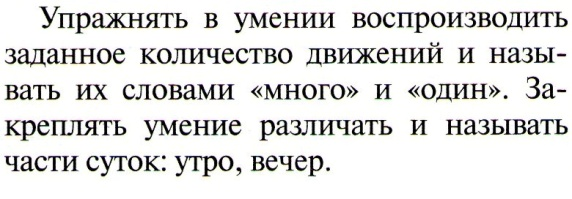 Упражнять в умении воспроизводить
заданное количество движений и назы-
вать их словами «много» и «один». За-
креплять умение различать и называть
части суток: утро, вечер.